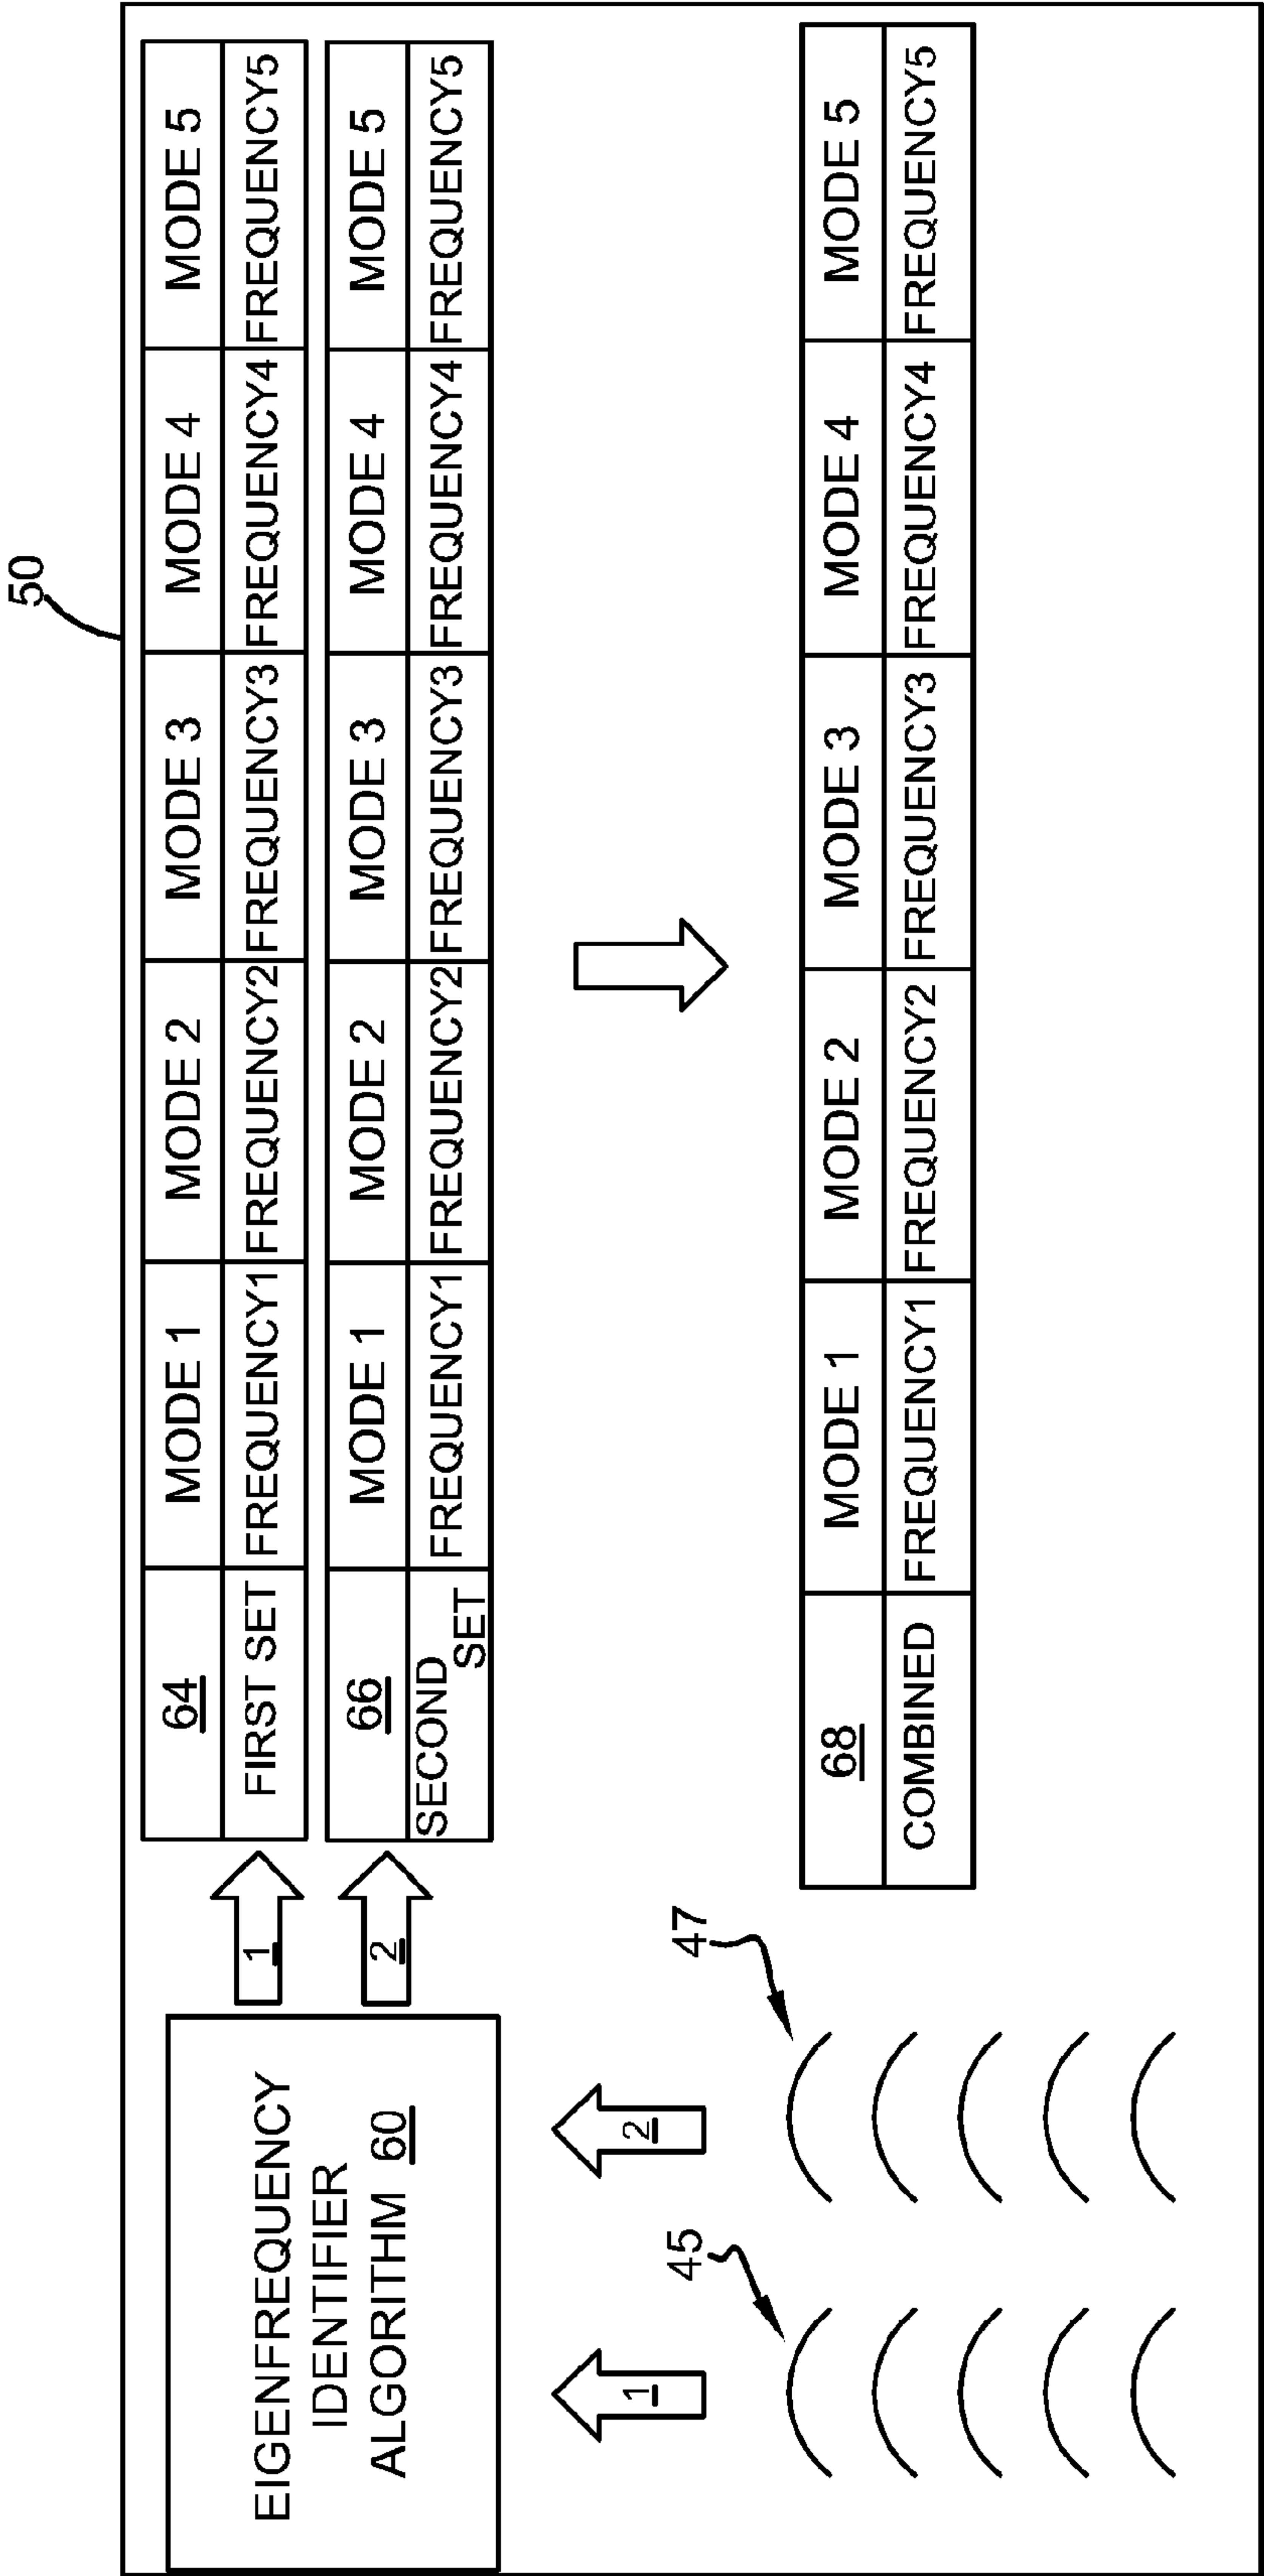 50
EIGENFREQUENCY
IDENTIFIER
ALGORITHM 60
1
2
64 MODE 1 MODE 2 MODE 3 MODE 4 MODE 5
FIRST SET FREQUENCY1 FREQUENCY2 FREQUENCY3 FREQUENCY4 FREQUENCY5
66 MODE 1 MODE 2 MODE 3 MODE 4 MODE 5
SECOND SET FREQUENCY1 FREQUENCY2 FREQUENCY3 FREQUENCY4 FREQUENCY5
1
2
45
47
68 MODE 1 MODE 2 MODE 3 MODE 4 MODE 5
COMBINED FREQUENCY1 FREQUENCY2 FREQUENCY3 FREQUENCY4 FREQUENCY5